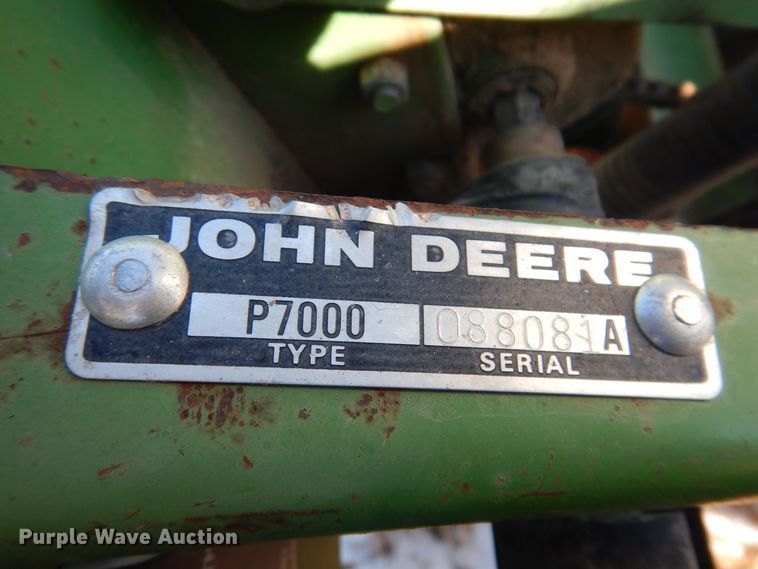 JOHN DEERE
P7000 088081A
TYPE SERIAL
Purple Wave Auction